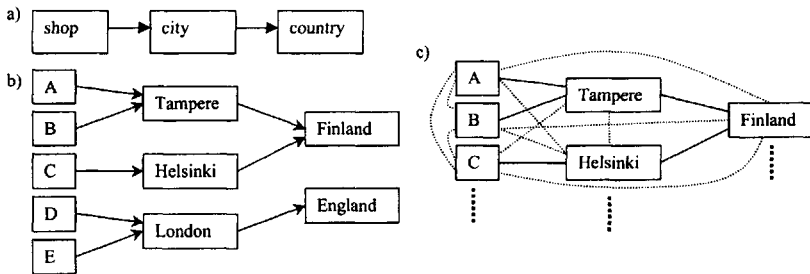 a)
shop city country
b)
A
Tampere
B
Finland
C Helsinki
D
England
London
E
c)
A
Tampere
B
Finland
C Helsinki